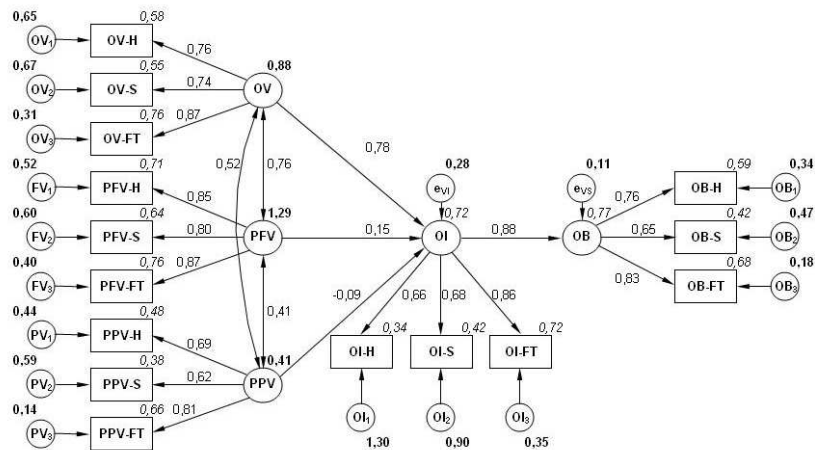 0,65 0,58
OV1 OV-H
0,76
0,67 0,55 0,88
OV2 OV-S 0,74 OV
0,31 0,76 0,87
OV3 OV-FT 0,52 0,76 0,78
0,52 0,71 0,28 0,11 0,59 0,34
FV1 PFV-H 0,85 eVI eVS 0,76 OB-H OB1
0,60 0,64 1,29 0,72 0,77 0,42 0,47
FV2 PFV-S 0,80 PFV 0,15 OI 0,88 OB 0,65 OB-S OB2
0,40 0,76 0,87 0,68 0,18
FV3 PFV-FT 0,83 OB-FT OB3
0,44 0,48 0,41 -0,09 0,66 0,68 0,86
PV1 PPV-H 0,69 0,34 0,42 0,72
0,59 0,38 0,41 OI-H OI-S OI-FT
PV2 PPV-S 0,62 PPV
0,14 0,66 0,81
PV3 PPV-FT OI1 OI2 OI3
1,30 0,90 0,35